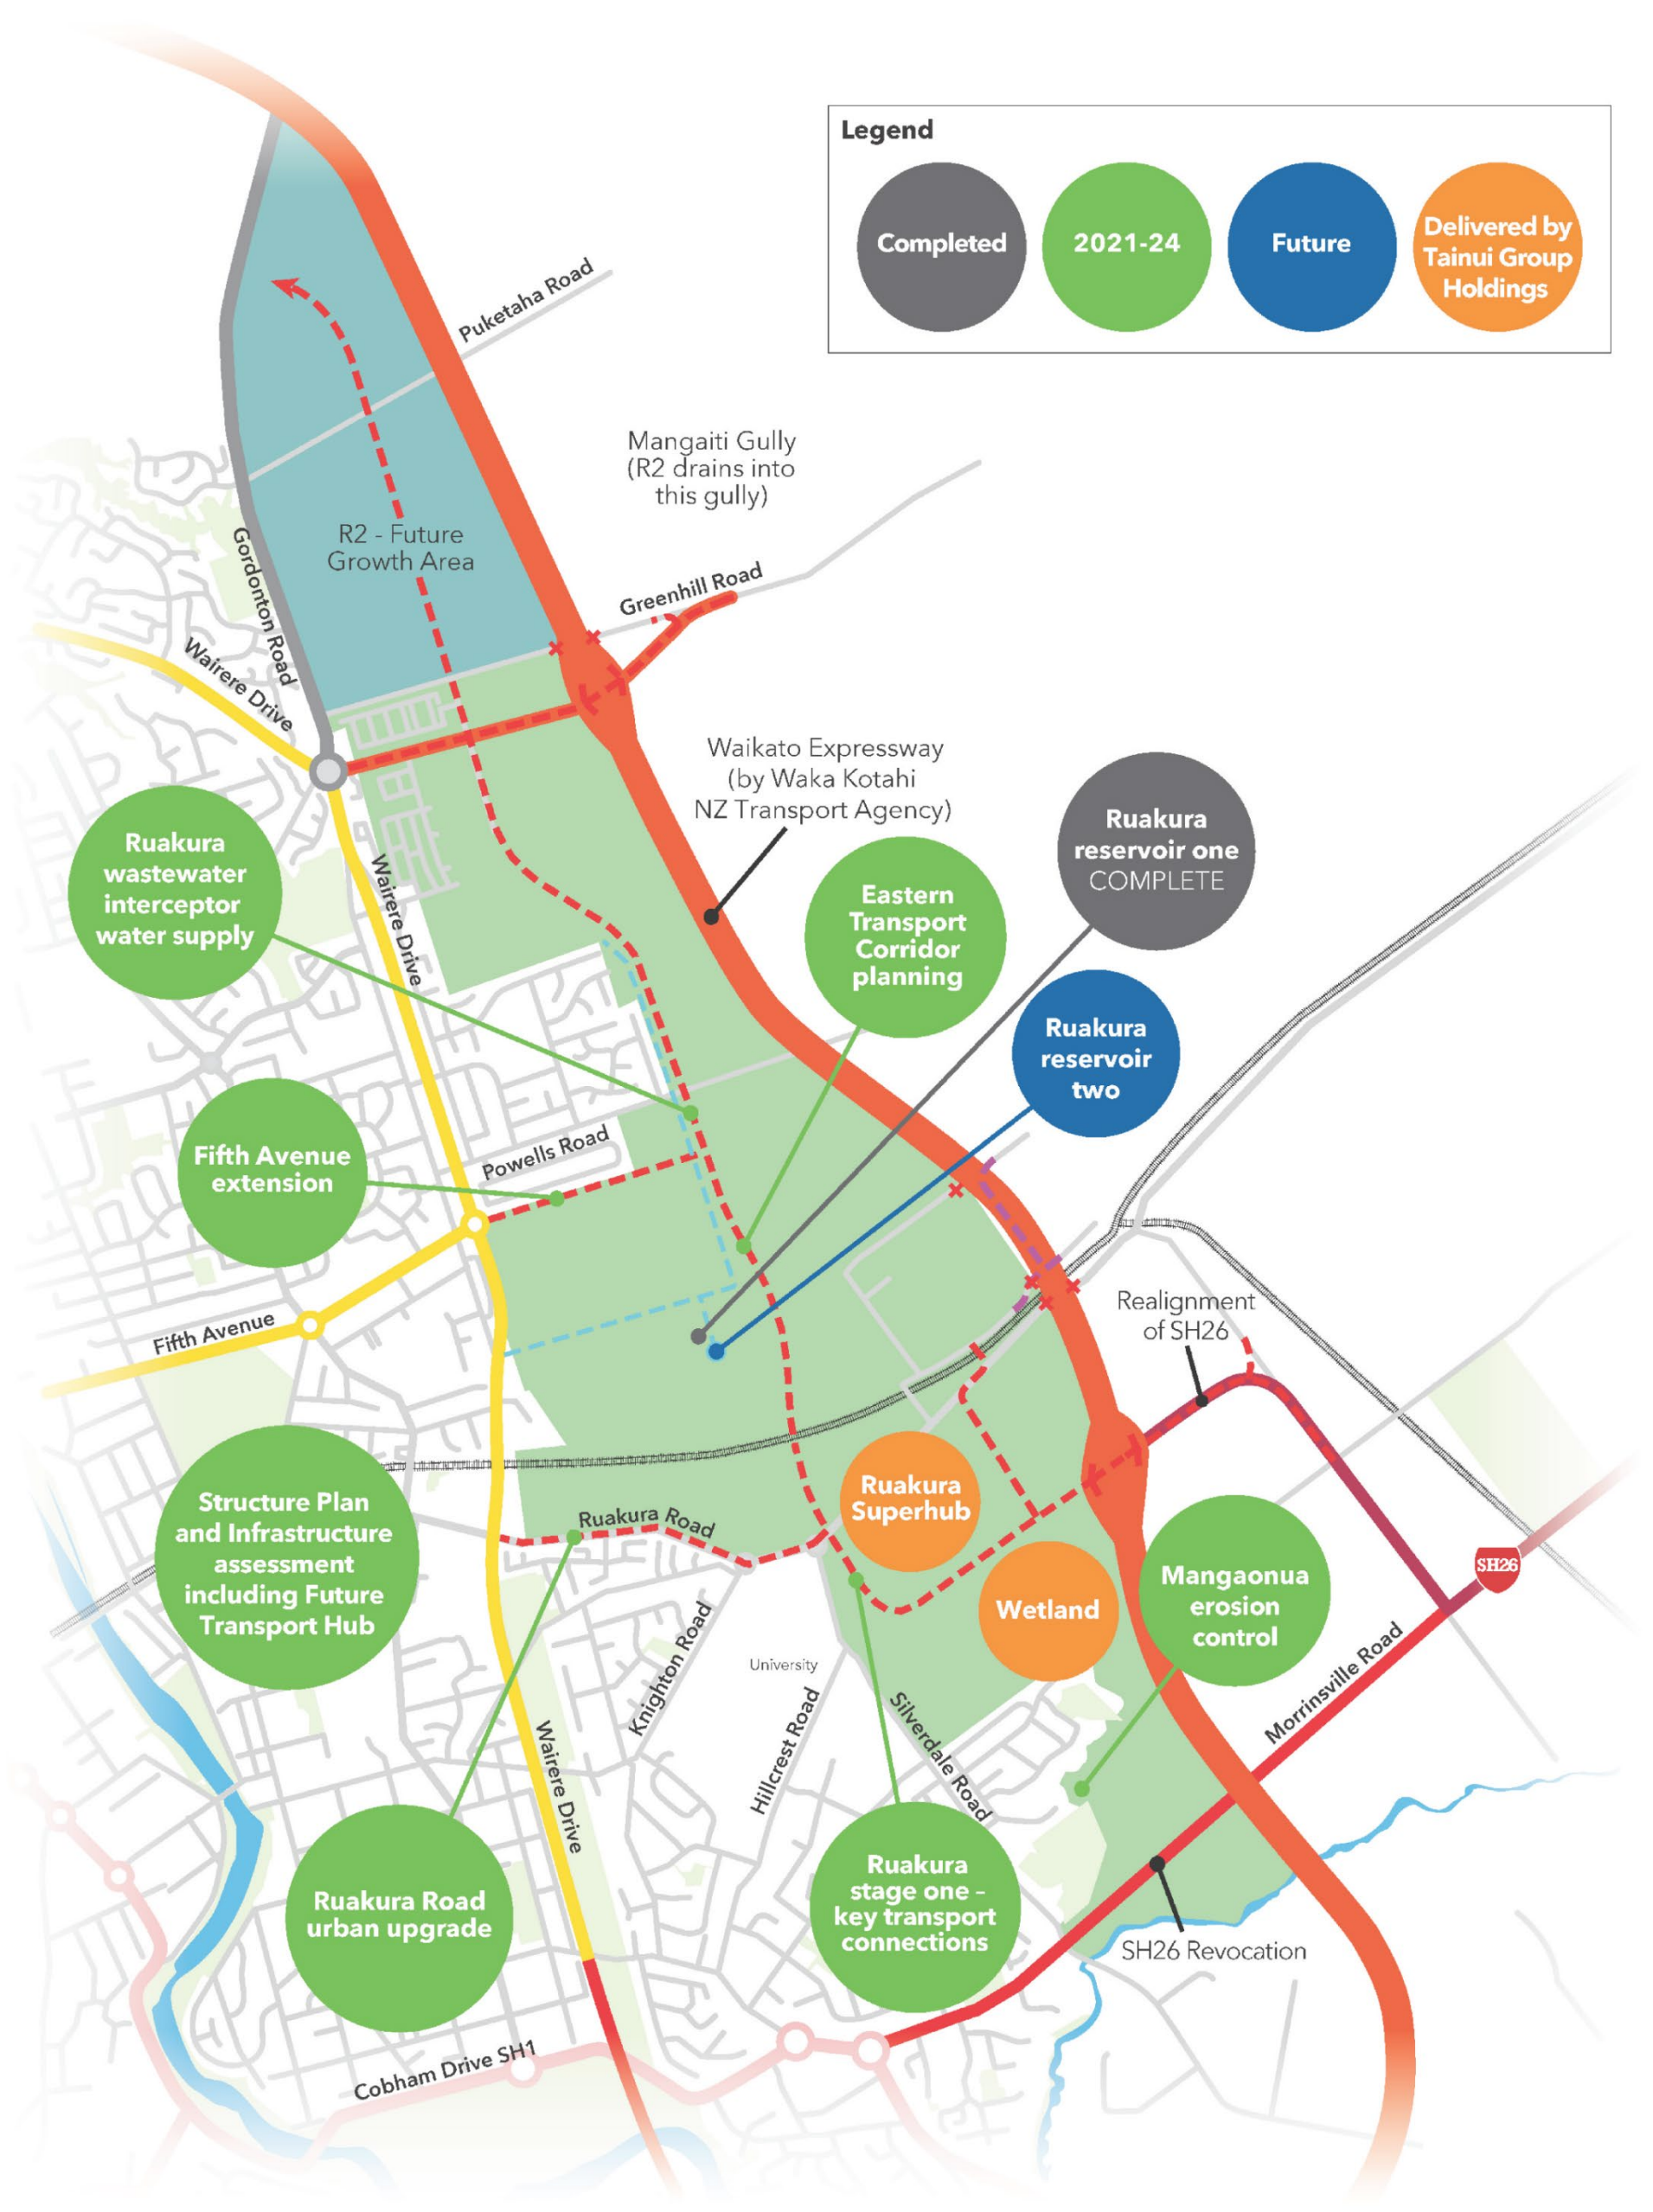 Legend
Completed
2021-24
Future
Delivered by
Tainui Group
Holdings
Puketaha Road
Mangaiti Gully
(R2 drains into
this gully)
R2 - Future
Growth Area
Gordonton Road
Greenhill Road
Wairere Drive
Waikato Expressway
(by Waka Kotahi
NZ Transport Agency)
Ruakura
reservoir one
COMPLETE
Ruakura
wastewater
interceptor
water supply
Wairere Drive
Eastern
Transport
Corridor
planning
Ruakura
reservoir
two
Fifth Avenue
extension
Powells Road
Fifth Avenue
Realignment
of SH26
Structure Plan
and Infrastructure
assessment
including Future
Transport Hub
Ruakura Road
Ruakura
Superhub
SH26
Wetland
Mangaonua
erosion
control
Knighton Road
University
Hillcrest Road
Silverdale Road
Morrinsville Road
Wairere Drive
Ruakura Road
urban upgrade
Ruakura
stage one –
key transport
connections
SH26 Revocation
Cobham Drive SH1